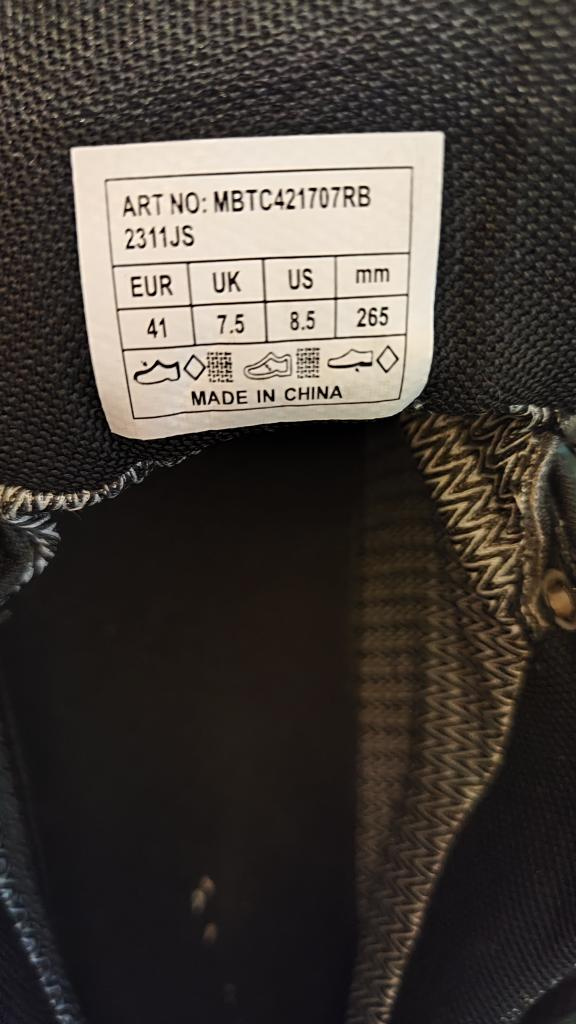 ART NO: MBTC421707RB
2311JS
EUR UK US mm
41 7.5 8.5 265
MADE IN CHINA